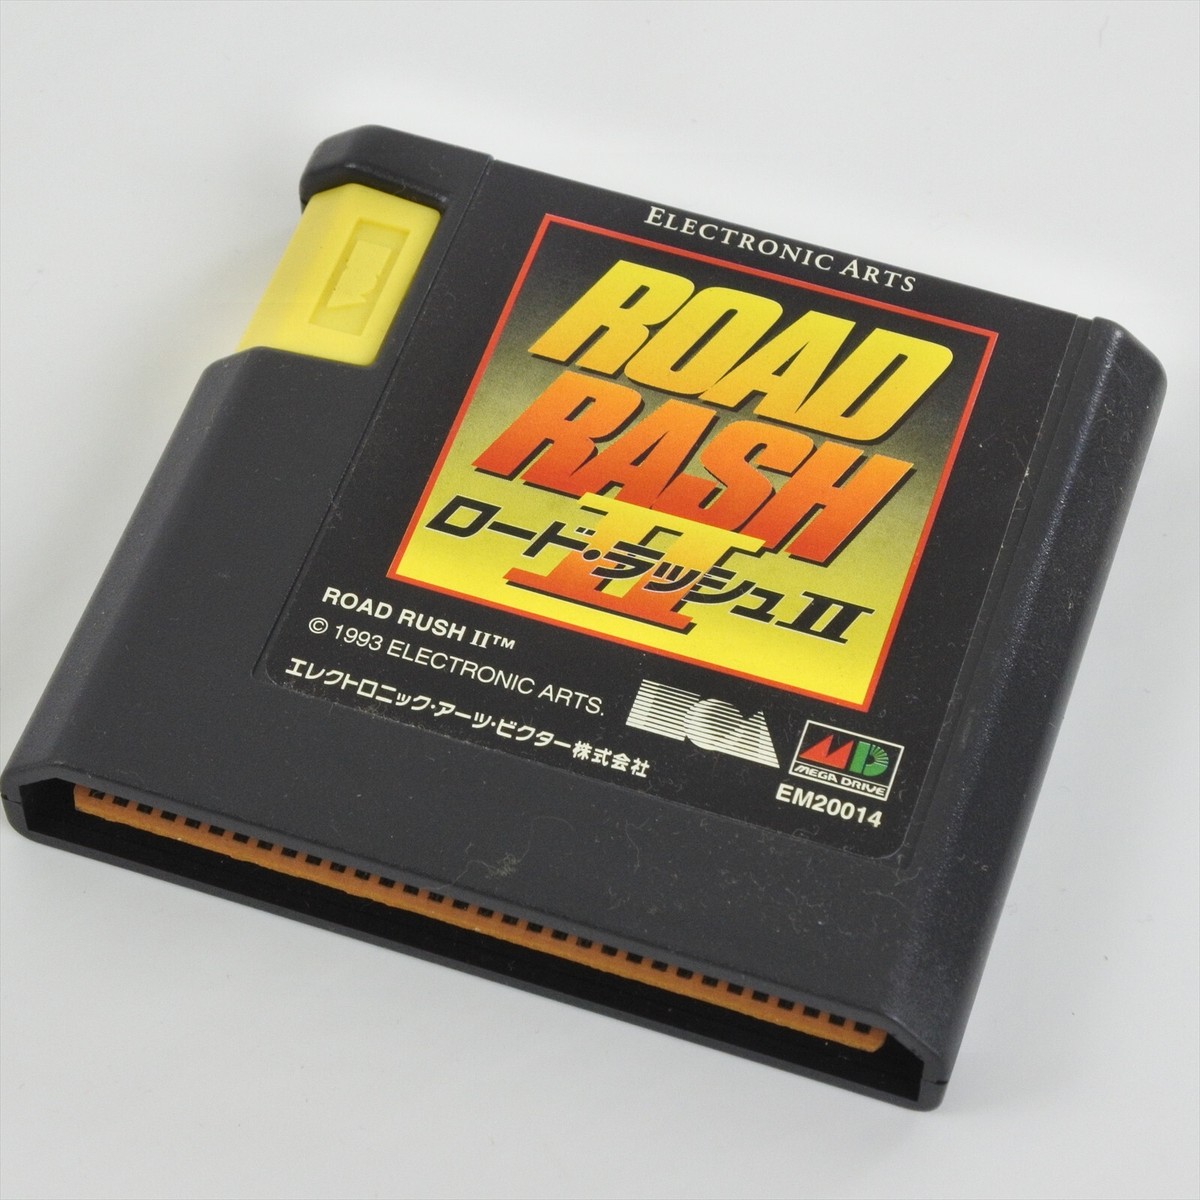 ELECTRONIC ARTS
ROAD
RASH
II
ロード・ラッシュII
ROAD RUSH II™
© 1993 ELECTRONIC ARTS.
エレクトロニック・アーツ・ビクター株式会社
EA
MD
MEGA DRIVE
EM20014